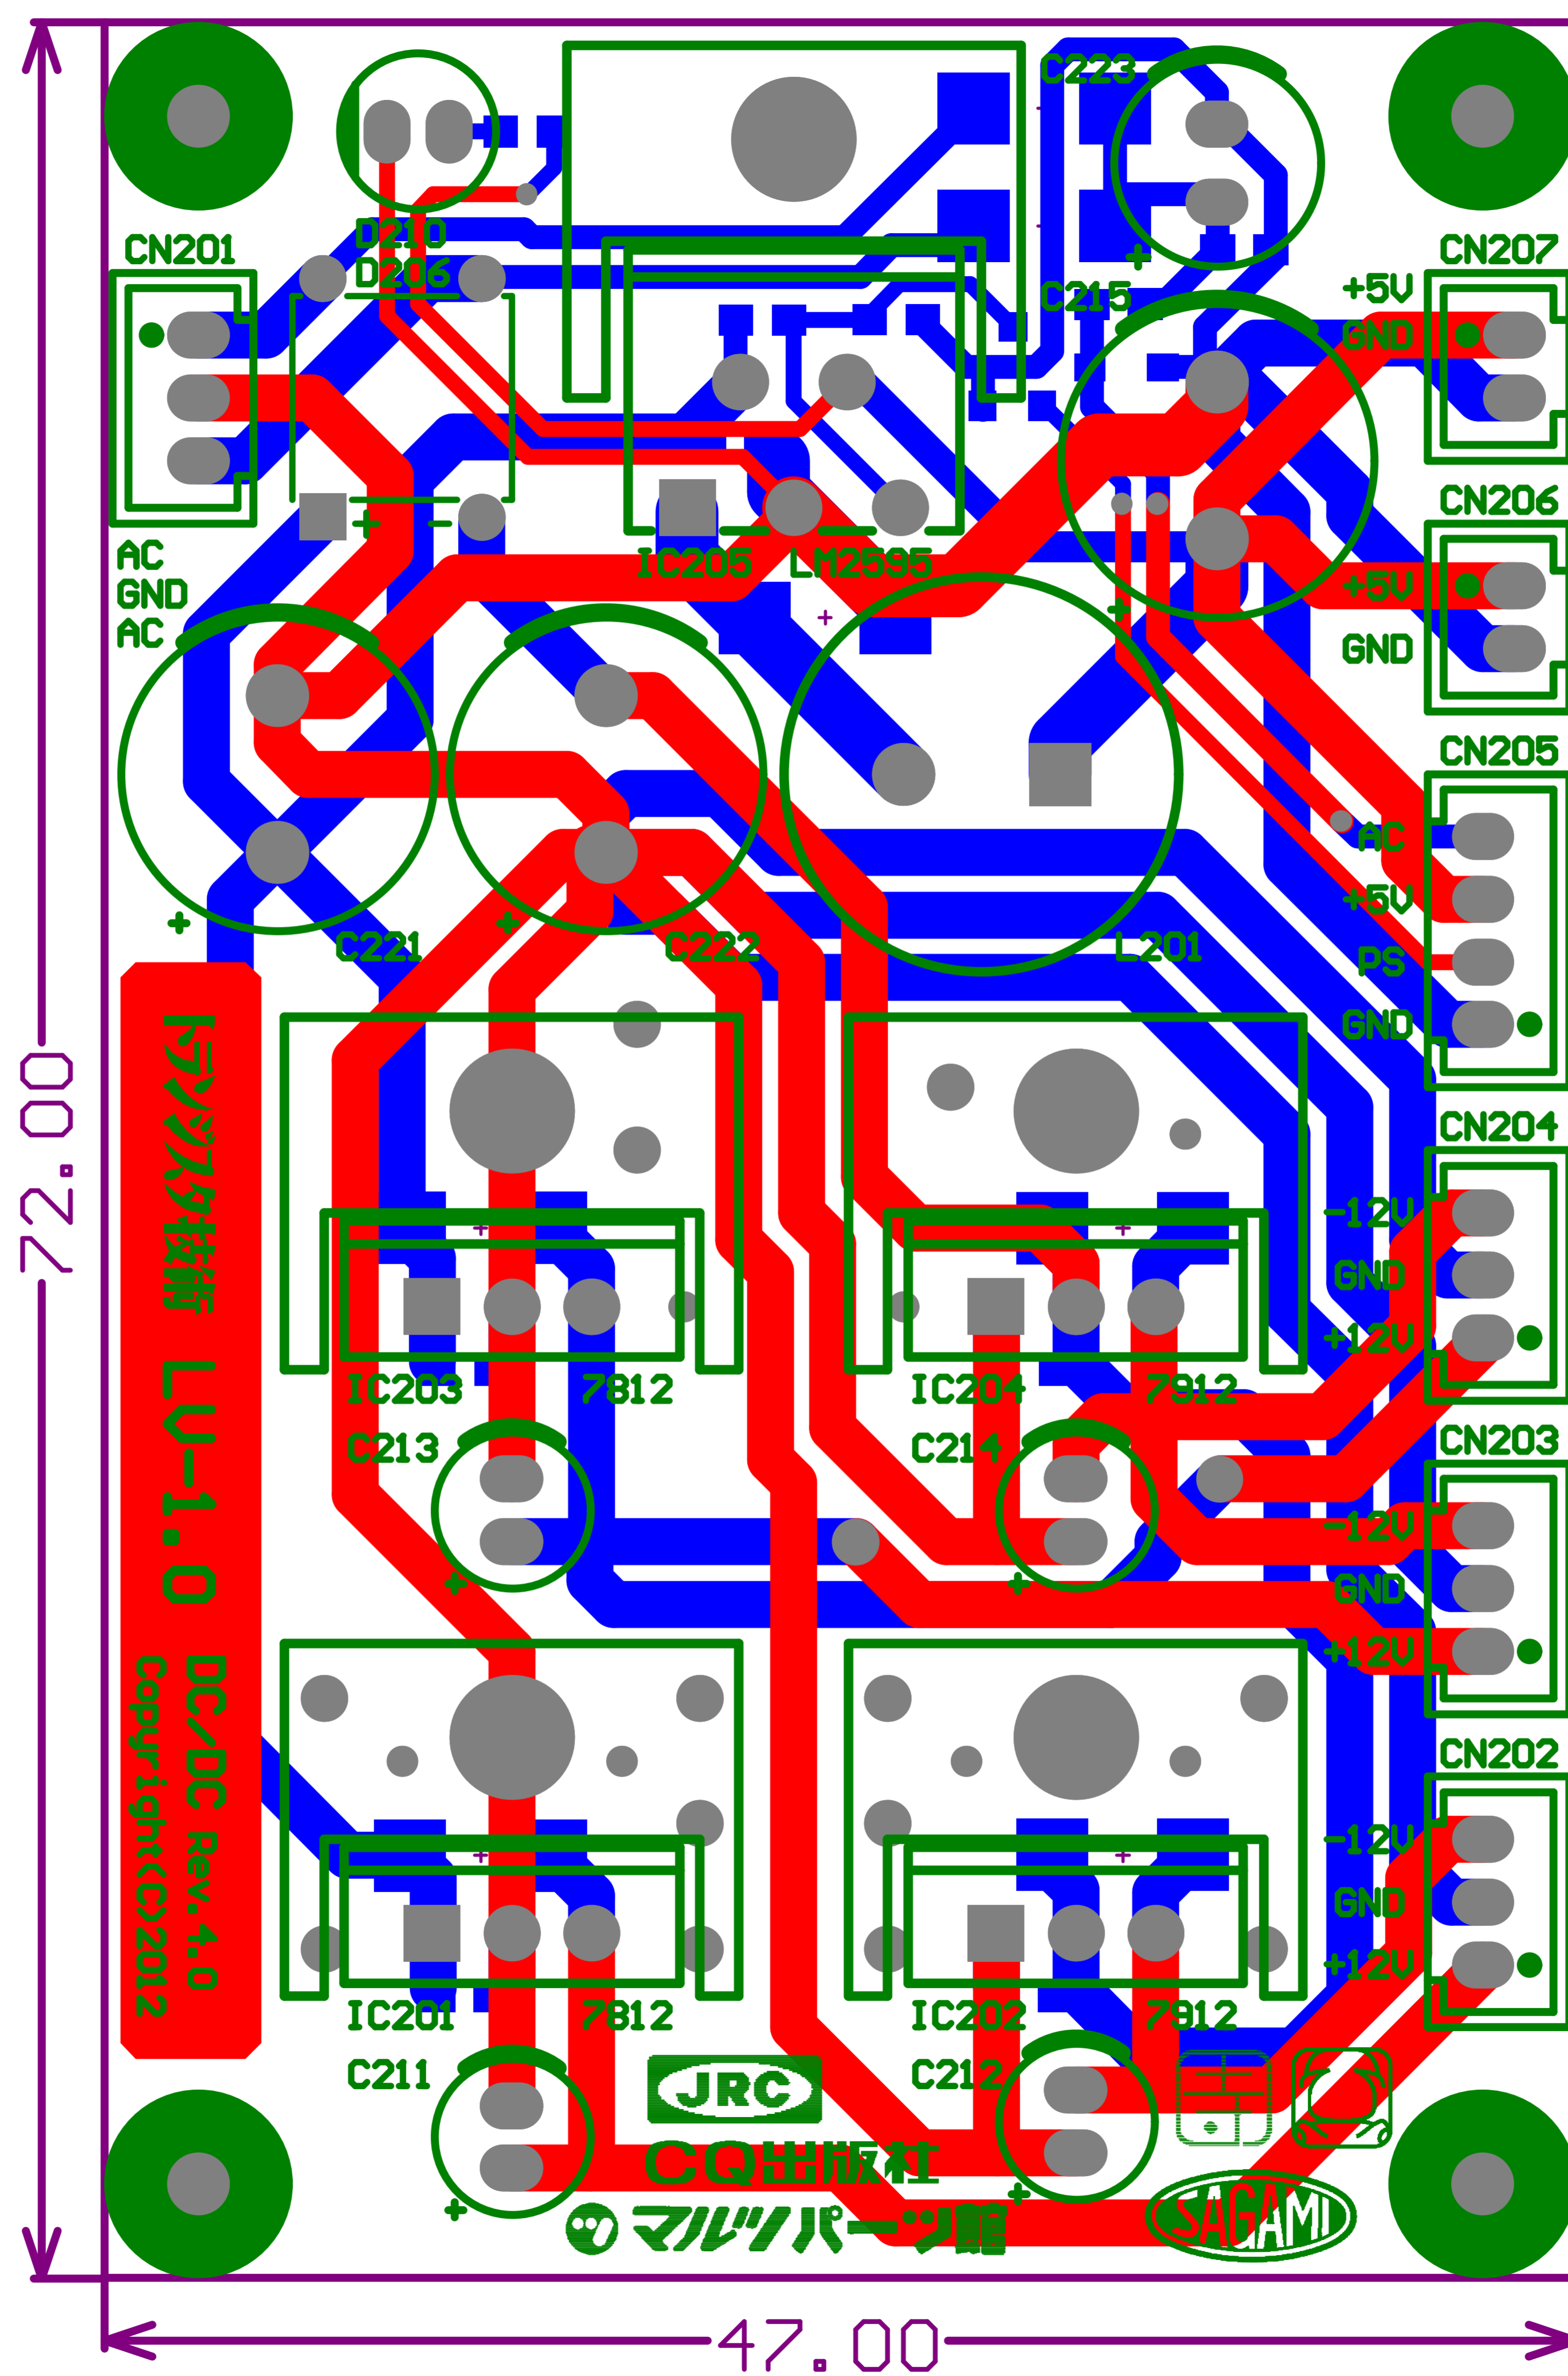 C223
D210
D206
CN201
CN207
+5V
GND
C215
CN206
+5V
GND
AC
GND
AC
IC205 LM2595
+ -
CN205
AC
+5V
PS
GND
C221
C222
L201
CN204
-12V
GND
+12V
IC203 7812
IC204 7912
C213
C214
CN203
-12V
GND
+12V
CN202
-12V
GND
+12V
IC201 7812
IC202 7912
C211
C212
トランジスタ技術 LV-1.0 DC/DC Rev.4.0
Copyright(C)2012
JRC
CQ出版社
マルツパーツ館
SAGAMI
72.00
47.00